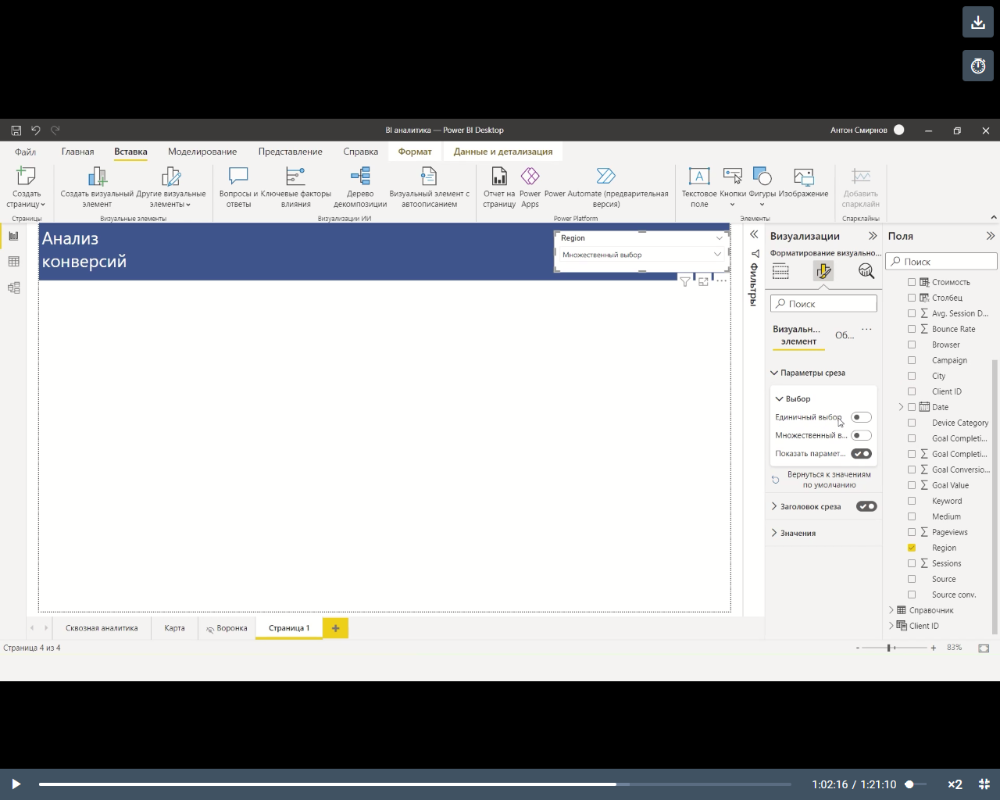 BI аналитика — Power BI Desktop
Антон Смирнов
Файл
Главная
Вставка
Моделирование
Представление
Справка
Формат
Данные и детализация
Создать страницу
Создать визуальный элемент
Другие визуальные элементы
Вопросы и ответы
Ключевые факторы влияния
Дерево декомпозиции
Визуальный элемент с автоописанием
Отчет на страницу
Power Apps
Power Automate (предварительная версия)
Текстовое поле
Кнопки
Фигуры
Изображение
Добавить спарклайн
Страницы
Визуальные элементы
Визуализации ИИ
Power Platform
Элементы
Спарклайны
Анализ
конверсий
Region
Множественный выбор
Фильтры
Визуализации
Форматирование визуально...
Поиск
Визуальн... элемент
Об...
Параметры среза
Выбор
Единичный выбор
Множественный в...
Показать парамет...
Вернуться к значениям
по умолчанию
Заголовок среза
Значения
Поля
Поиск
Стоимость
Столбец
Avg. Session D...
Bounce Rate
Browser
Campaign
City
Client ID
Date
Device Category
Goal Completi...
Goal Completi...
Goal Conversio...
Goal Value
Keyword
Medium
Pageviews
Region
Sessions
Source
Source conv.
Справочник
Client ID
Сквозная аналитика
Карта
Воронка
Страница 1
Страница 4 из 4
83%
1:02:16 / 1:21:10
×2